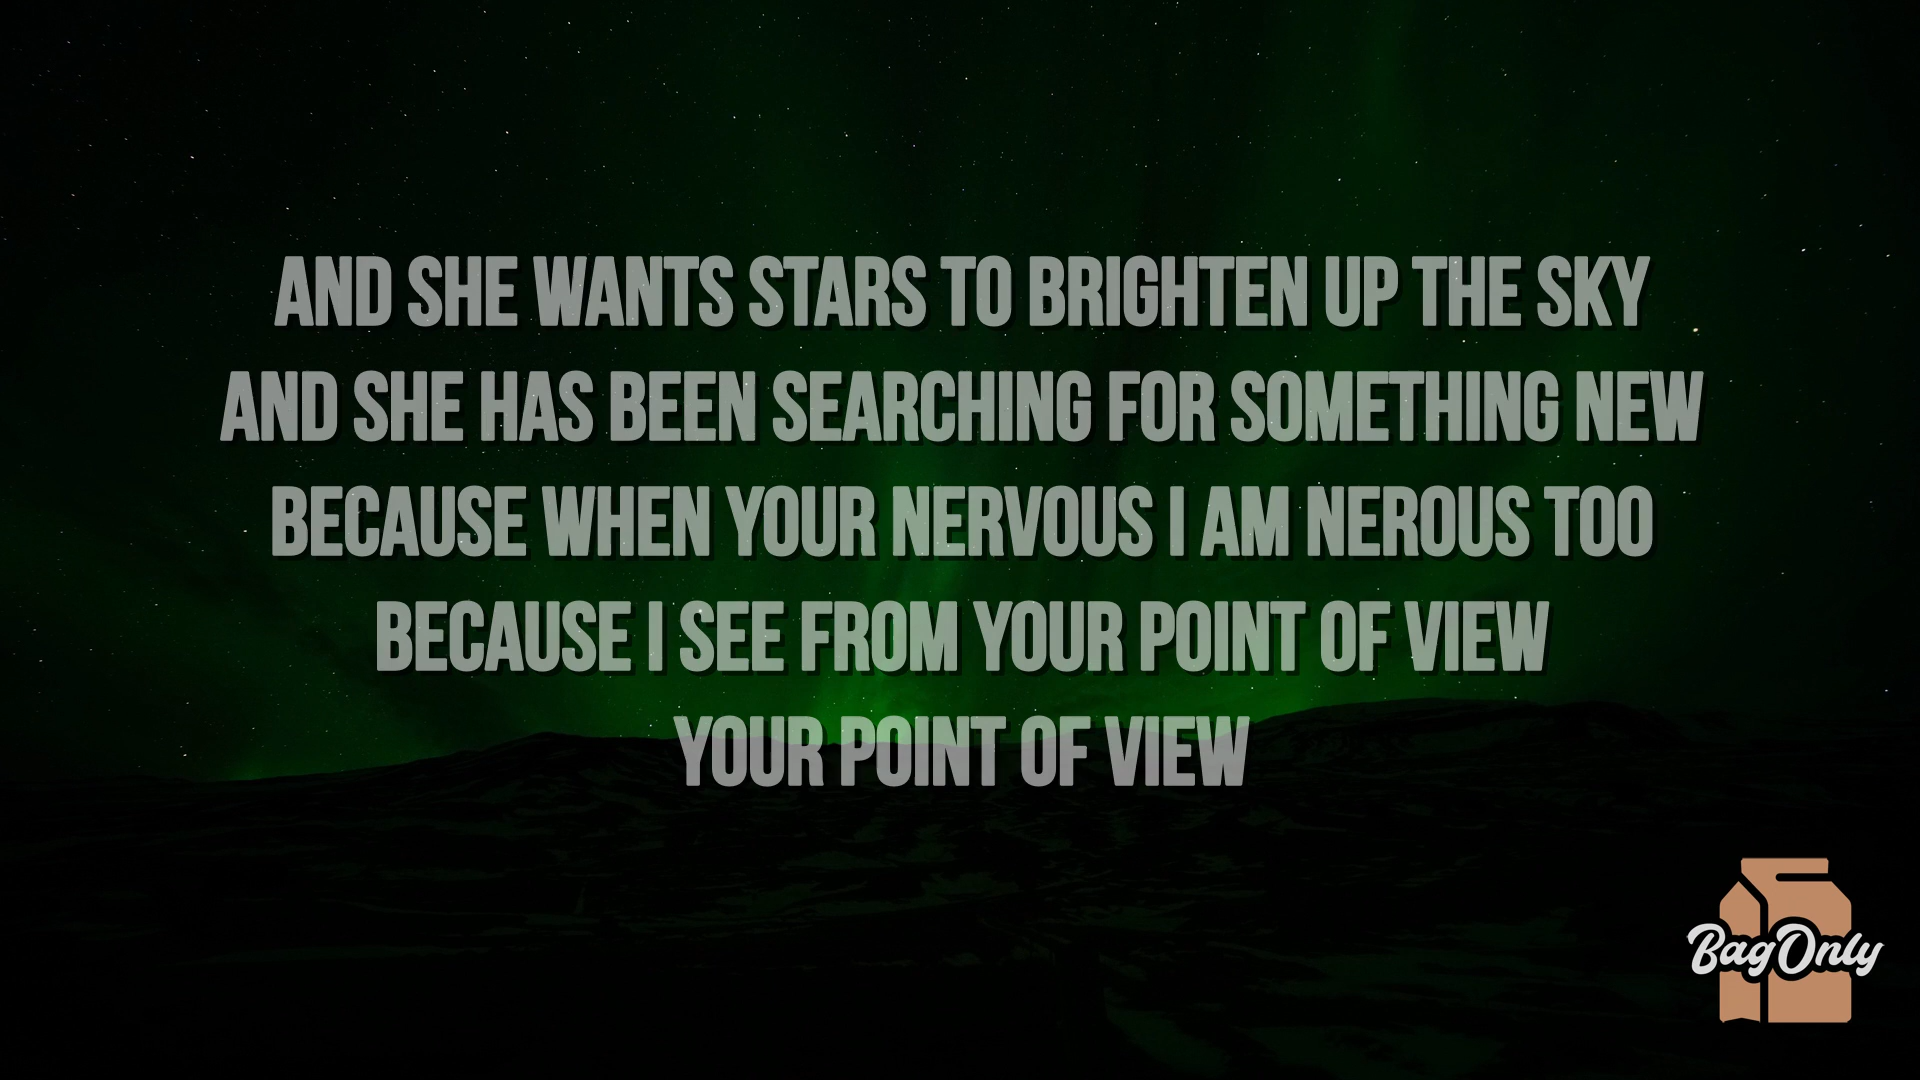 AND SHE WANTS STARS TO BRIGHTEN UP THE SKY
AND SHE HAS BEEN SEARCHING FOR SOMETHING NEW
BECAUSE WHEN YOUR NERVOUS I AM NEROUS TOO
BECAUSE I SEE FROM YOUR POINT OF VIEW
YOUR POINT OF VIEW
BagOnly